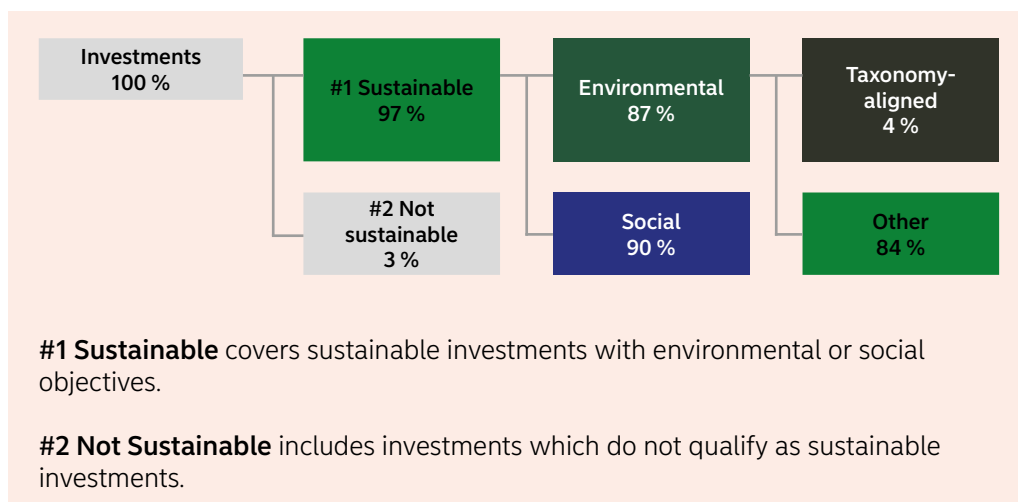 Investments
100 %
#1 Sustainable
97 %
Environmental
87 %
Taxonomy-
aligned
4 %
#2 Not
sustainable
3 %
Social
90 %
Other
84 %
#1 Sustainable covers sustainable investments with environmental or social
objectives.
#2 Not Sustainable includes investments which do not qualify as sustainable
investments.